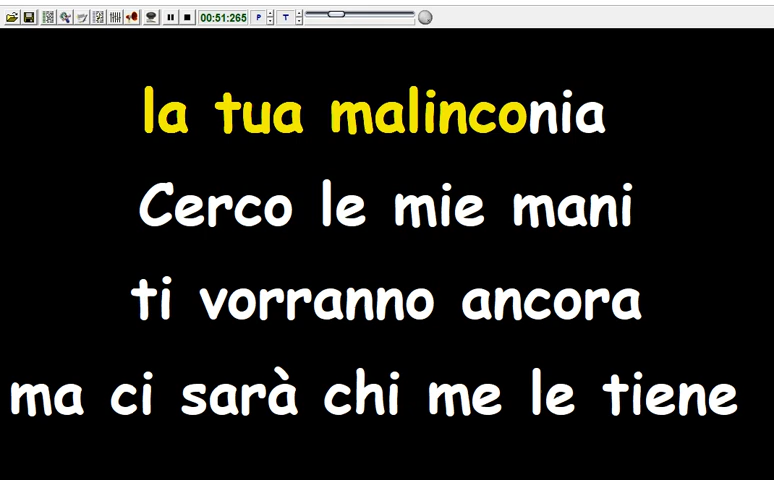 00:51:265 P T
la tua malinconia
Cerco le mie mani
ti vorranno ancora
ma ci sarà chi me le tiene